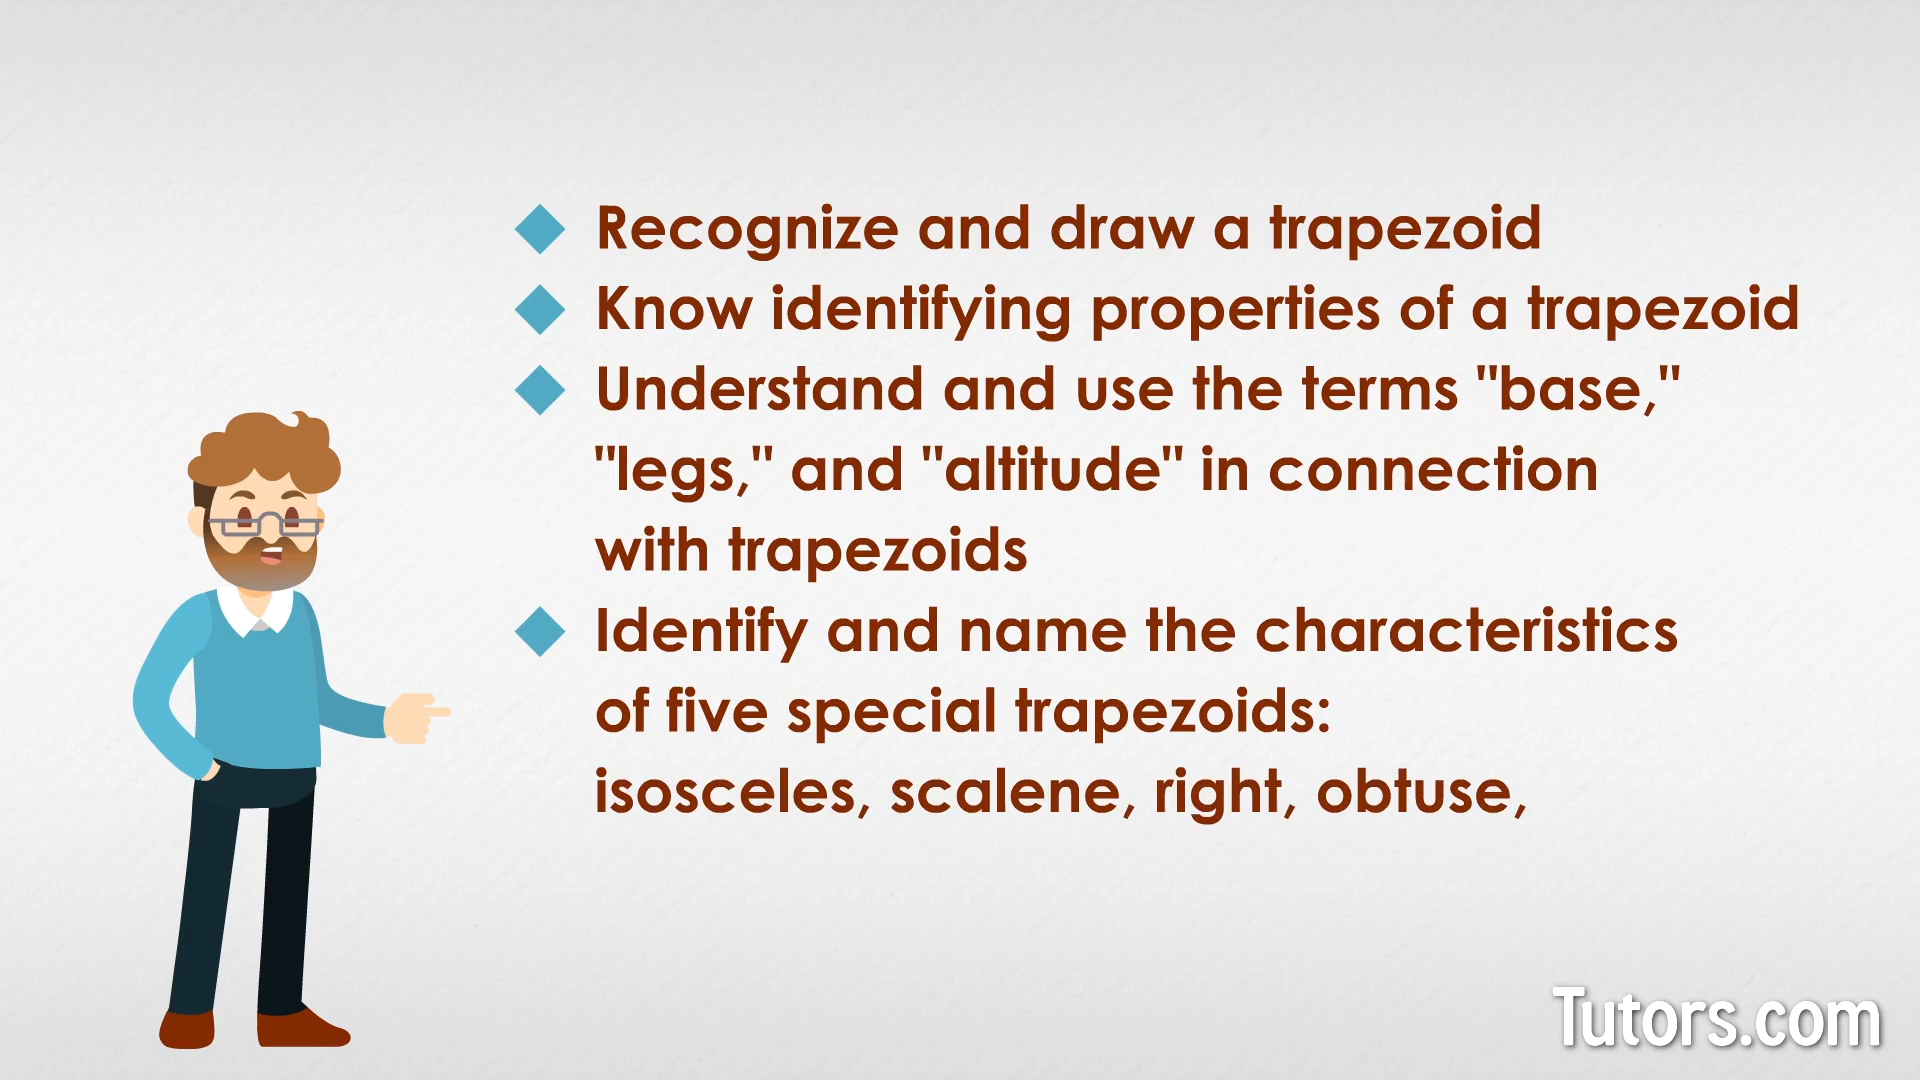 Recognize and draw a trapezoid
Know identifying properties of a trapezoid
Understand and use the terms "base,"
"legs," and "altitude" in connection
with trapezoids
Identify and name the characteristics
of five special trapezoids:
isosceles, scalene, right, obtuse,
Tutors.com